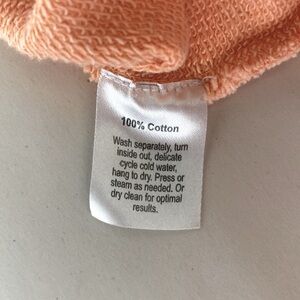 100% Cotton
Wash separately, turn
inside out, delicate
cycle cold water,
hang to dry. Press or
steam as needed. Or
dry clean for optimal
results.